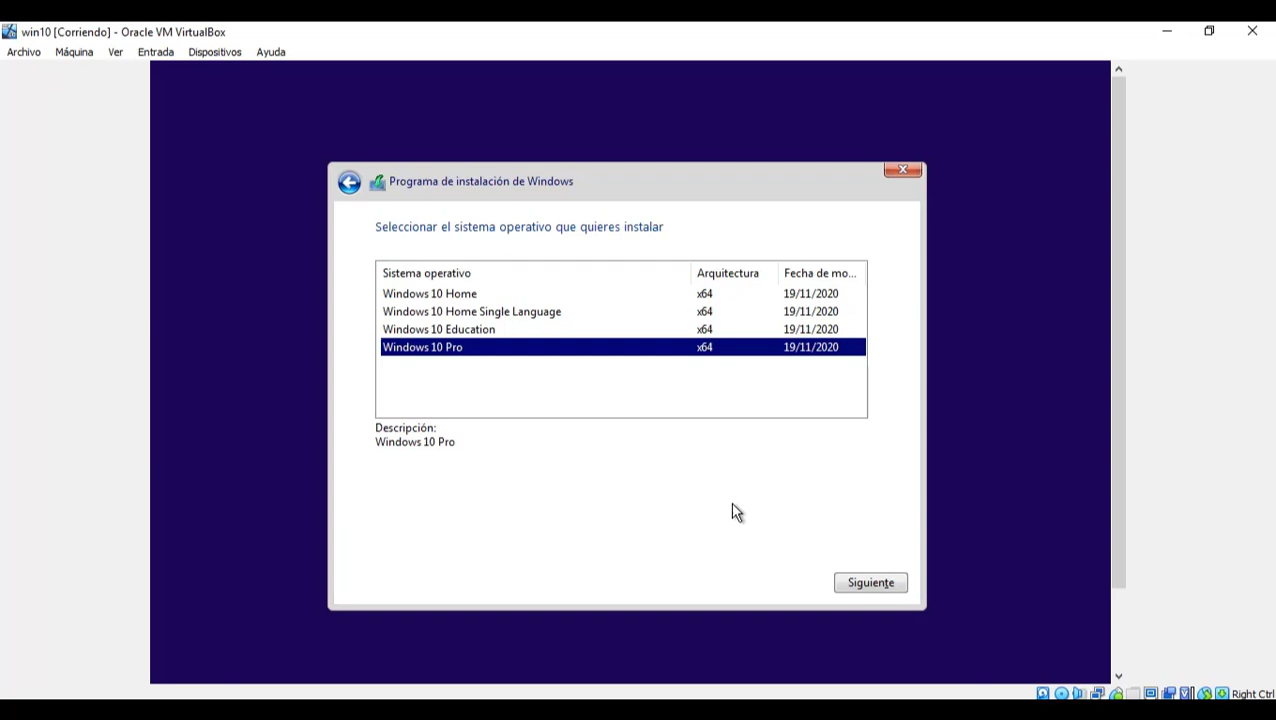 win10 [Corriendo] - Oracle VM VirtualBox
Archivo Máquina Ver Entrada Dispositivos Ayuda
Programa de instalación de Windows
Seleccionar el sistema operativo que quieres instalar
Sistema operativo Arquitectura Fecha de mo...
Windows 10 Home x64 19/11/2020
Windows 10 Home Single Language x64 19/11/2020
Windows 10 Education x64 19/11/2020
Windows 10 Pro x64 19/11/2020
Descripción:
Windows 10 Pro
Siguiente
Right Ctrl